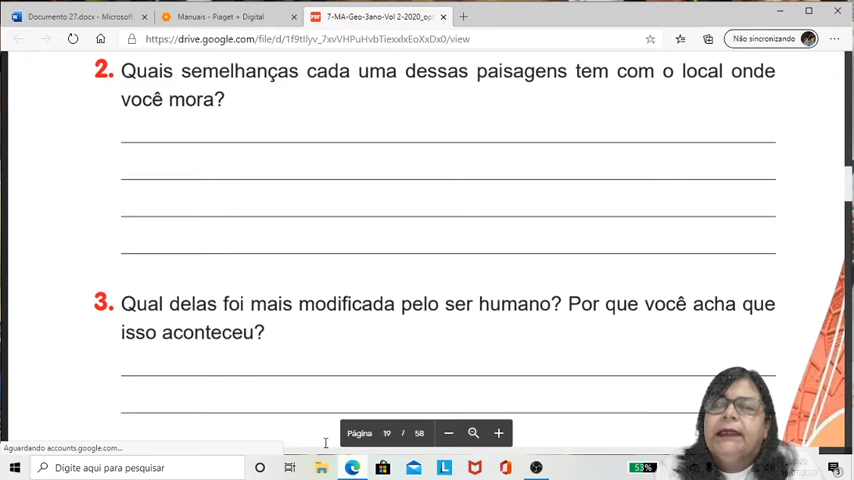 Documento 27.docx - Microsoft
Manuais - Piaget + Digital
PDF
7-MA-Geo-3ano-Vol 2-2020_opt
https://drive.google.com/file/d/1f9tIlyv_7xvVHPuHvbTiexxlxEoXxDx0/view
Não sincronizando
2. Quais semelhanças cada uma dessas paisagens tem com o local onde
você mora?
3. Qual delas foi mais modificada pelo ser humano? Por que você acha que
isso aconteceu?
Página 19 / 58
Aguardando accounts.google.com...
Digite aqui para pesquisar
53%